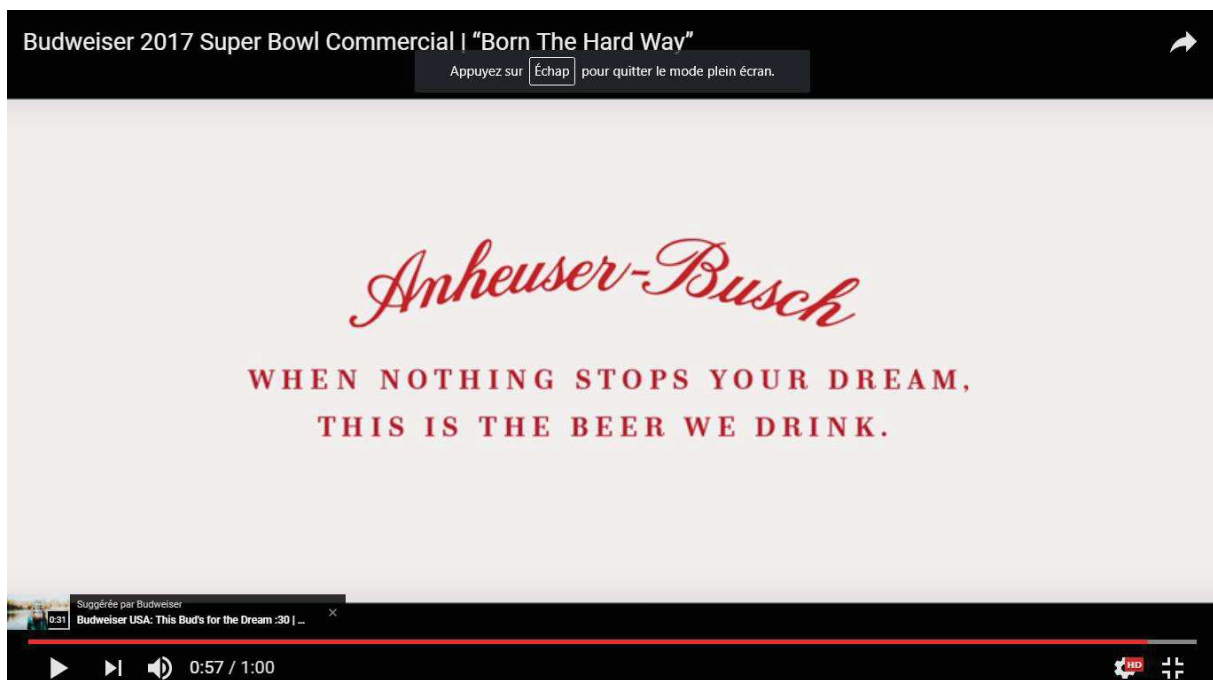 Budweiser 2017 Super Bowl Commercial | “Born The Hard Way”
Appuyez sur Échap pour quitter le mode plein écran.
Anheuser-Busch
WHEN NOTHING STOPS YOUR DREAM,
THIS IS THE BEER WE DRINK.
Suggérée par Budweiser
0:31 Budweiser USA: This Bud's for the Dream :30 | ...
0:57 / 1:00
HD